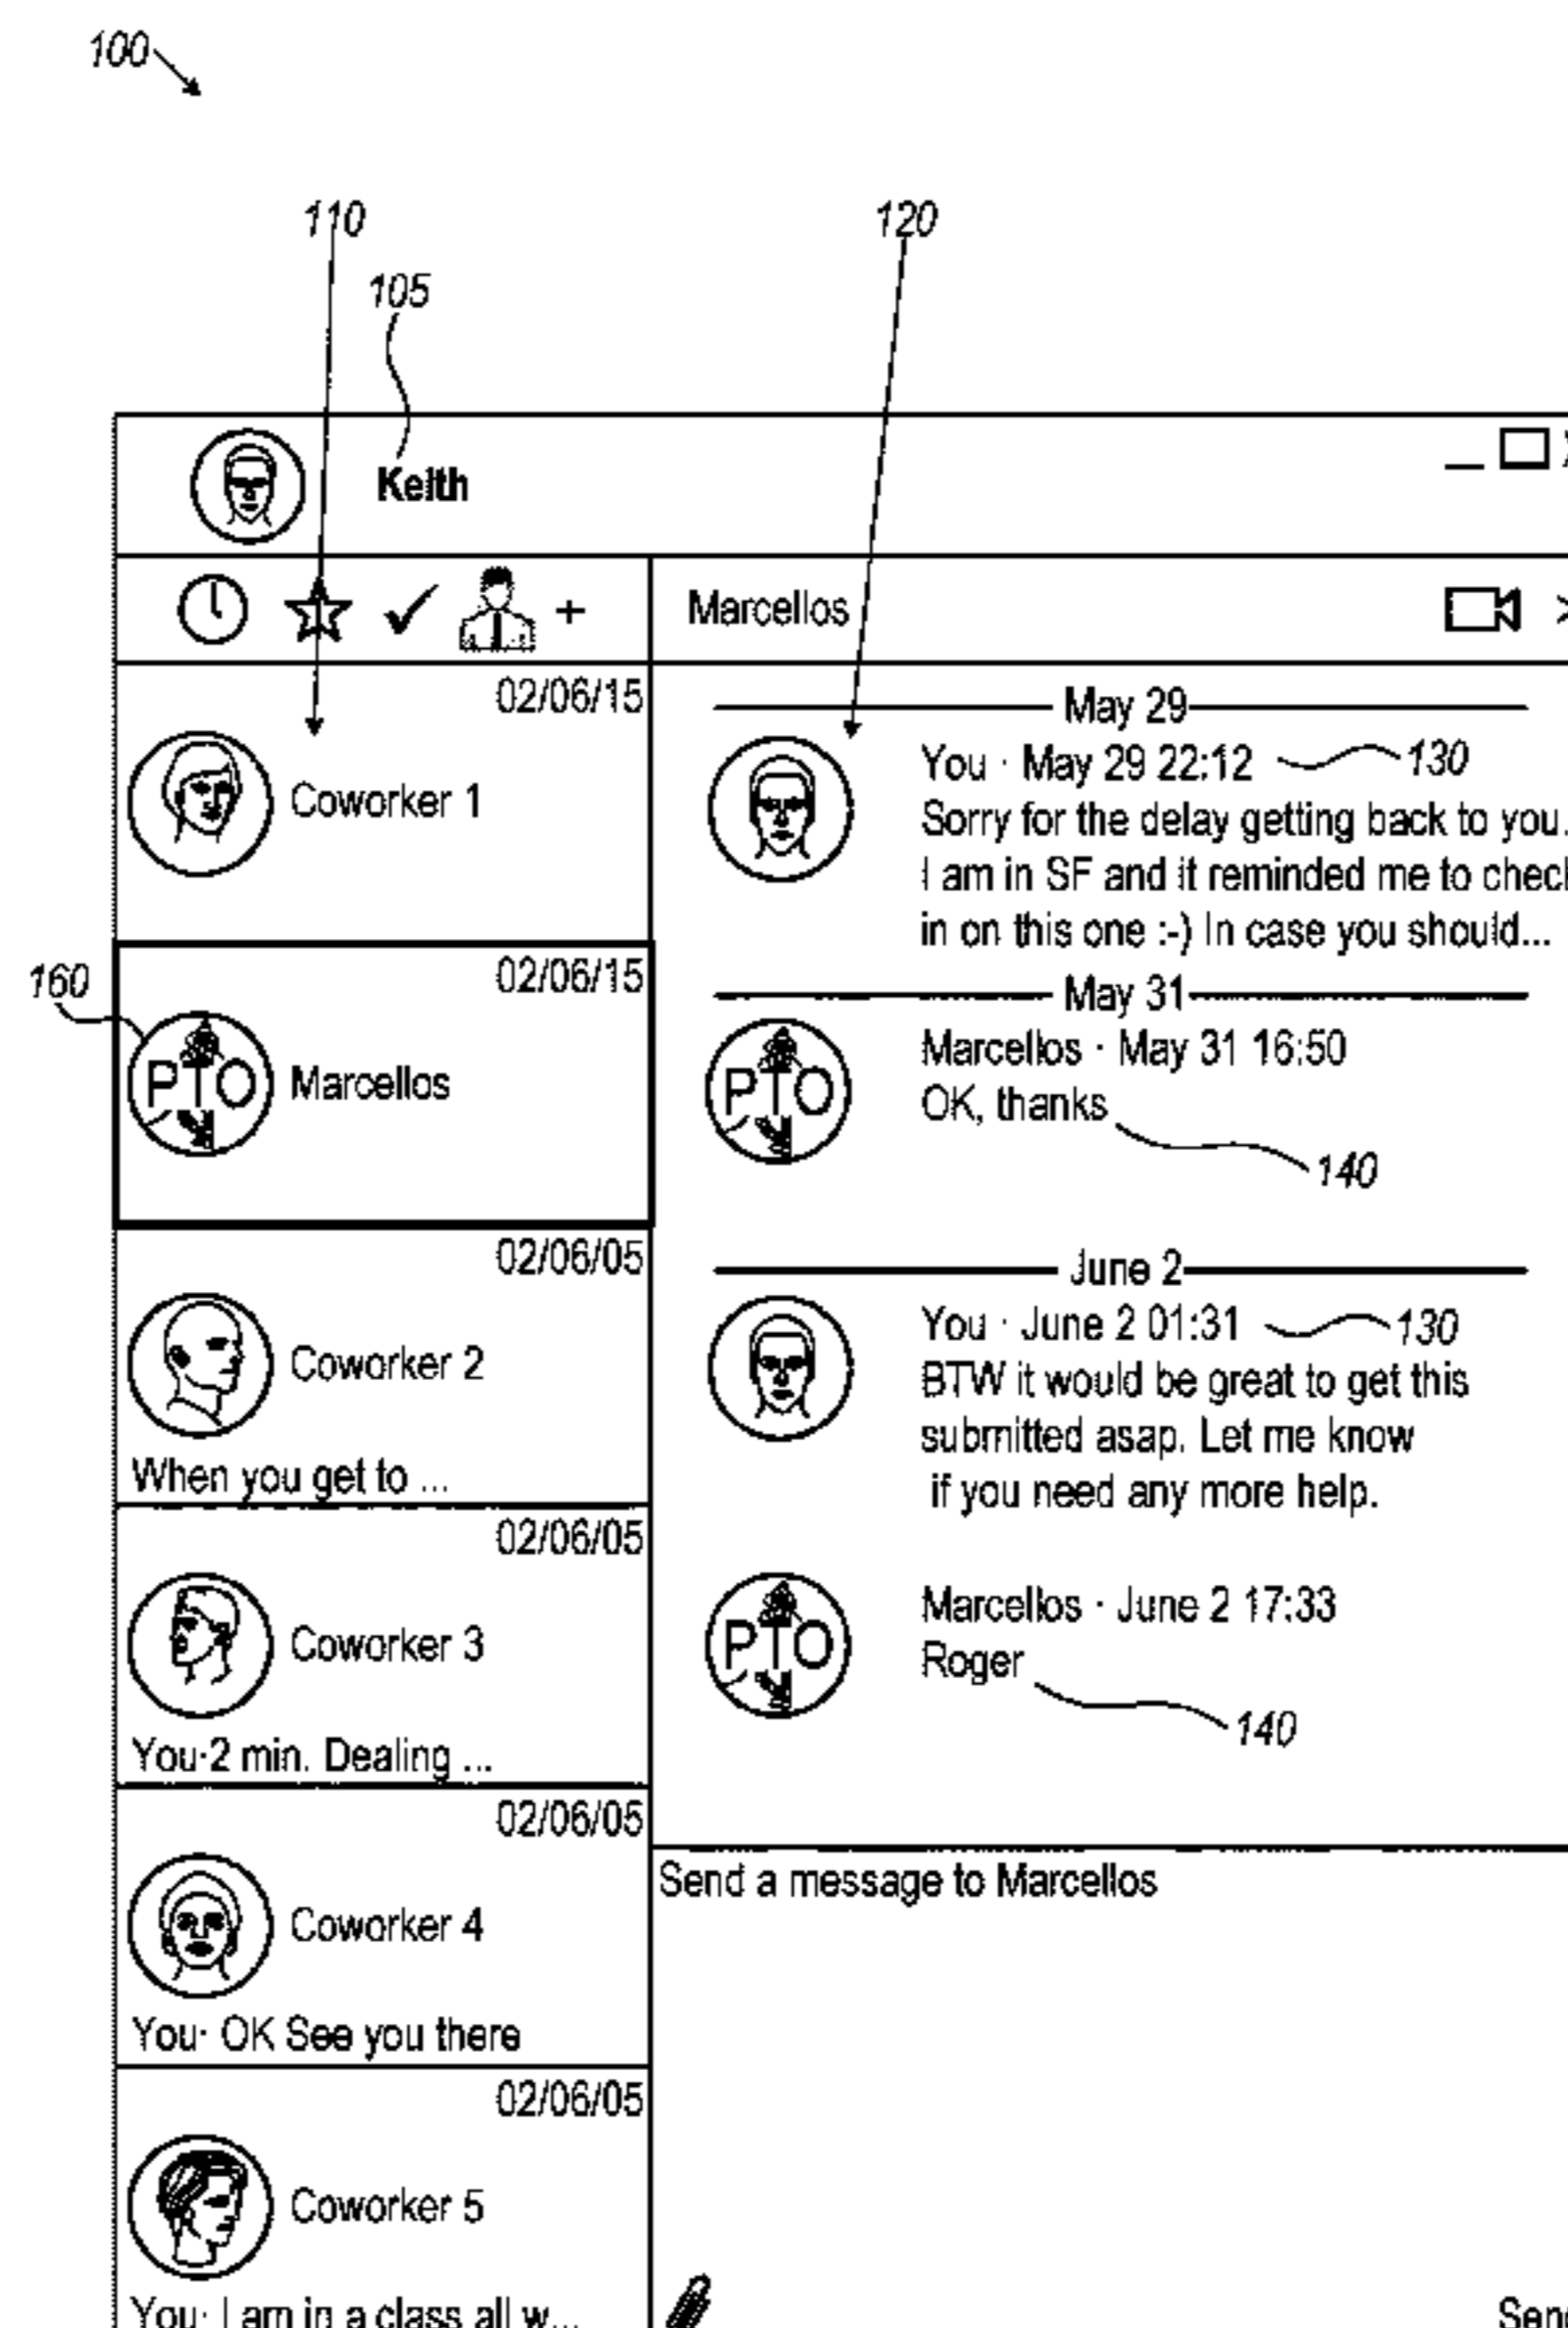 100
110
120
105
Keith
Marcellos
02/06/15
Coworker 1
02/06/15
160
PTO
Marcellos
02/06/05
Coworker 2
When you get to ...
02/06/05
Coworker 3
You·2 min. Dealing ...
02/06/05
Coworker 4
You· OK See you there
02/06/05
Coworker 5
You· I am in a class all w...
May 29
You · May 29 22:12
130
Sorry for the delay getting back to you.
I am in SF and it reminded me to
in on this one :-) In case you should...
May 31
PTO
Marcellos · May 31 16:50
OK, thanks
140
June 2
You · June 2 01:31
130
BTW it would be great to get this
submitted asap. Let me know
if you need any more help.
PTO
Marcellos · June 2 17:33
Roger
140
Send a message to Marcellos